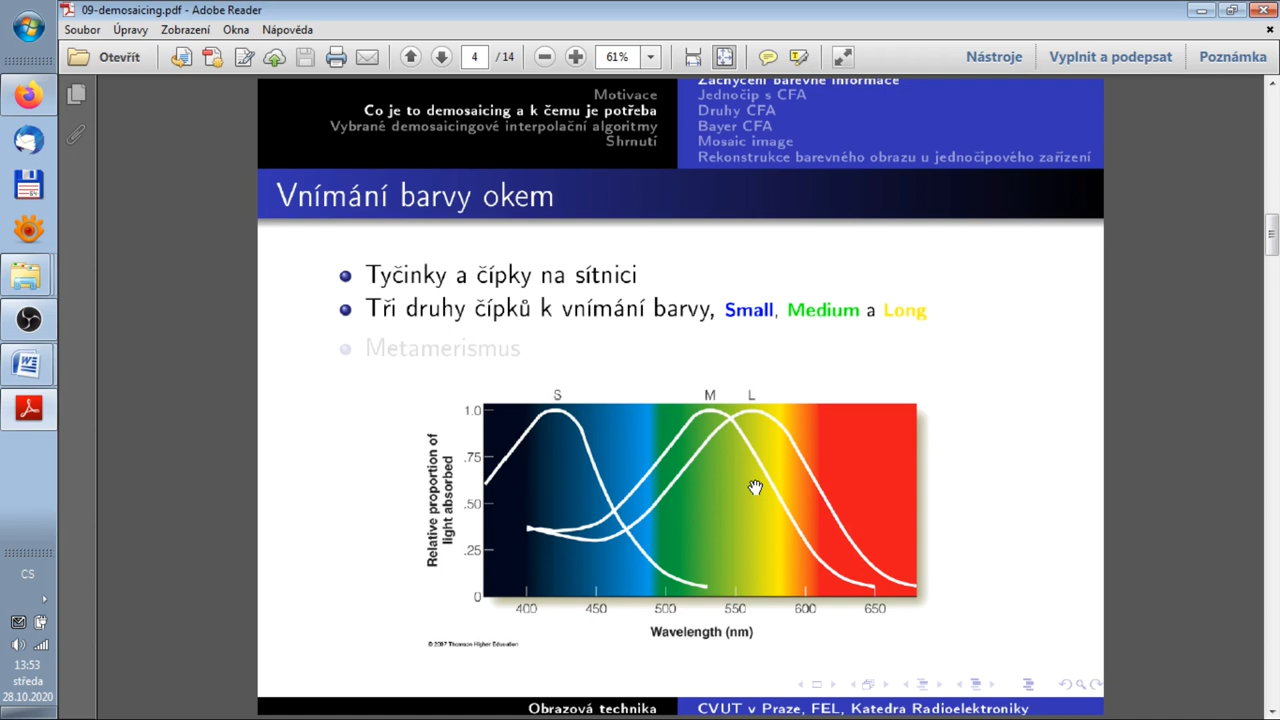 09-demosaicing.pdf - Adobe Reader
Soubor Úpravy Zobrazení Okna Nápověda
Otevřít 4 / 14 61% Nástroje Vyplnit a podepsat Poznámka
Motivace
Co je to demosaicing a k čemu je potřeba
Vybrané demosaicingové interpolační algoritmy
Shrnutí
Zachycení barevné informace
Jednočip s CFA
Druhy CFA
Bayer CFA
Mosaic image
Rekonstrukce barevného obrazu u jednočipového zařízení
Vnímání barvy okem
Tyčinky a čípky na sítnici
Tři druhy čípků k vnímání barvy, Small, Medium a Long
Metamerismus
S M L
1.0
.75
.50
.25
0
Relative proportion of
light absorbed
400 450 500 550 600 650
Wavelength (nm)
© 2007 Thomson Higher Education
Obrazová technika
CVUT v Praze, FEL, Katedra Radioelektroniky
CS
13:53
středa
28.10.2020